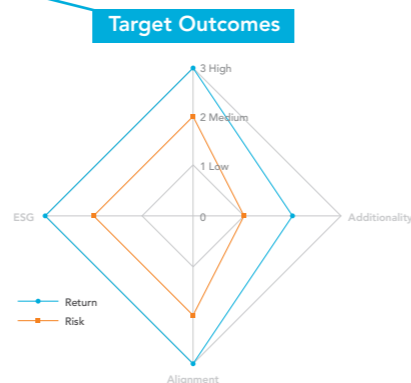 Target Outcomes
3 High
2 Medium
1 Low
ESG
0
Additionality
Return
Risk
Alignment